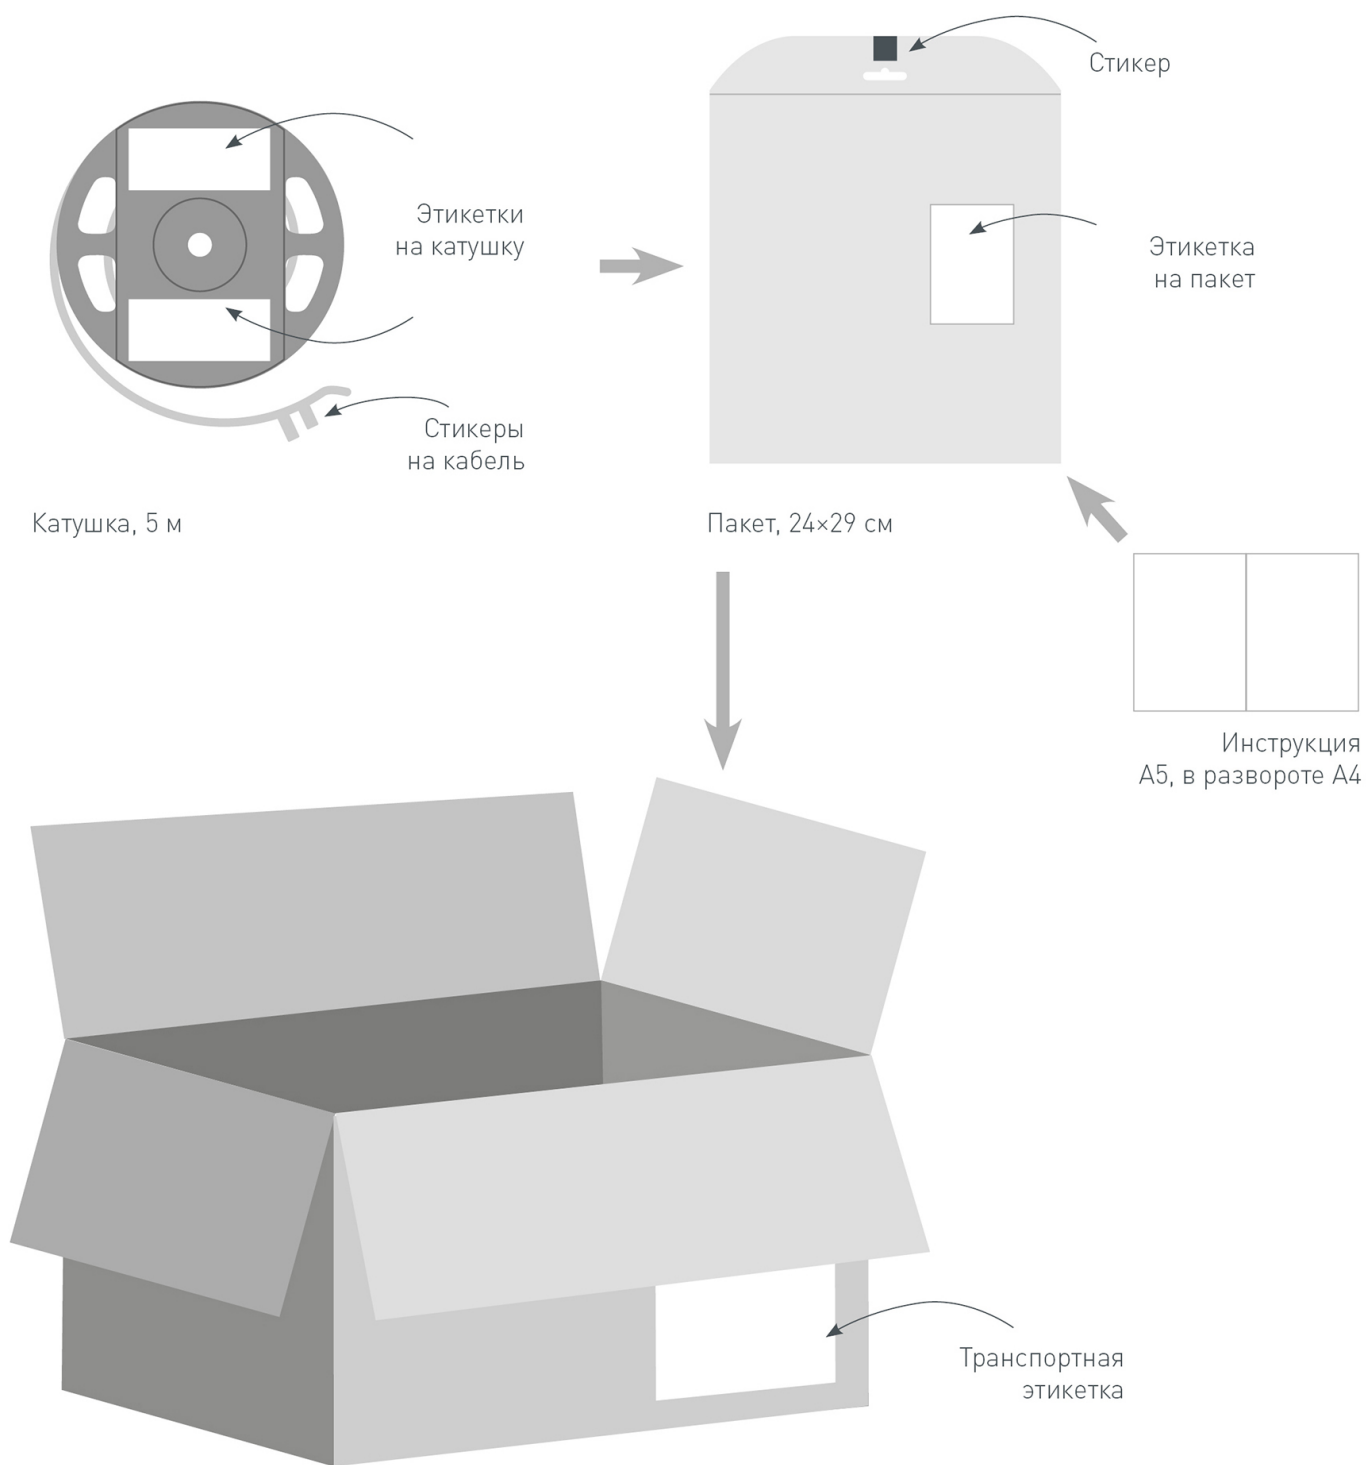 Стикер
Этикетки
на катушку
Этикетка
на пакет
Стикеры
на кабель
Катушка, 5 м
Пакет, 24×29 см
Инструкция
А5, в развороте А4
Транспортная
этикетка